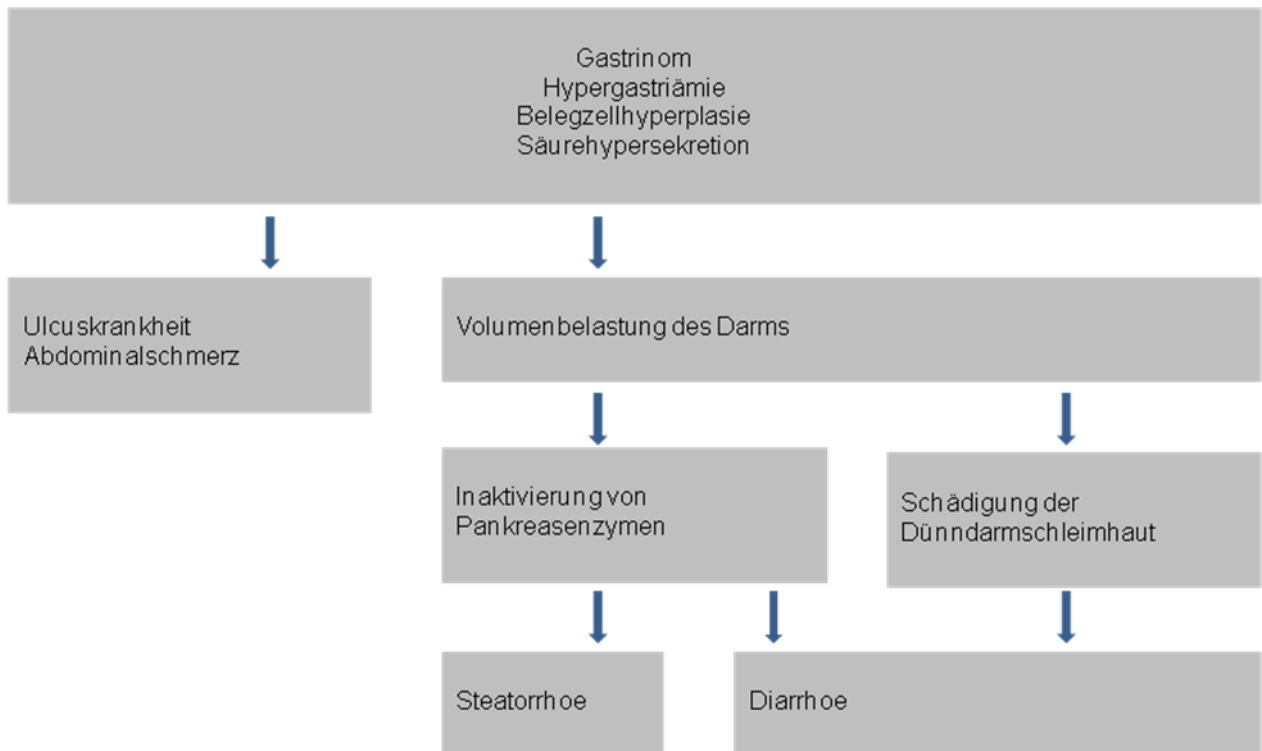 Gastrinom
Hypergastriämie
Belegzellhyperplasie
Säurehypersekretion
Ulcuskrankheit
Abdominalschmerz
Volumenbelastung des Darms
Inaktivierung von
Pankreasenzymen
Schädigung der
Dünndarmschleimhaut
Steatorrhoe
Diarrhoe